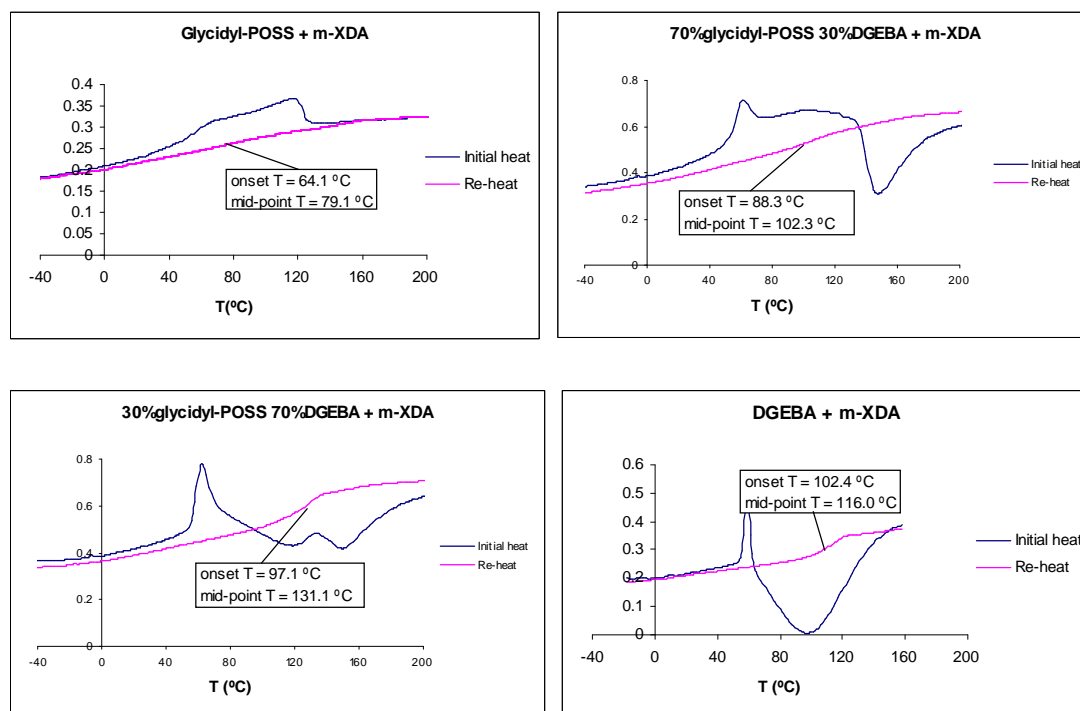 Glycidyl-POSS + m-XDA
0.4
0.35
0.3
0.25
0.2
0.15
0.1
0.05
0
-40 0 40 80 120 160 200
T(ºC)
onset T = 64.1 ºC
mid-point T = 79.1 ºC
Initial heat
Re-heat
70%glycidyl-POSS 30%DGEBA + m-XDA
0.8
0.6
0.4
0.2
0
-40 0 40 80 120 160 200
T (ºC)
onset T = 88.3 ºC
mid-point T = 102.3 ºC
Initial heat
Re-heat
30%glycidyl-POSS 70%DGEBA + m-XDA
0.8
0.6
0.4
0.2
0
-40 0 40 80 120 160 200
T (ºC)
onset T = 97.1 ºC
mid-point T = 131.1 ºC
Initial heat
Re-heat
DGEBA + m-XDA
0.6
0.5
0.4
0.3
0.2
0.1
0
-40 0 40 80 120 160 200
T (ºC)
onset T = 102.4 ºC
mid-point T = 116.0 ºC
Initial heat
Re-heat